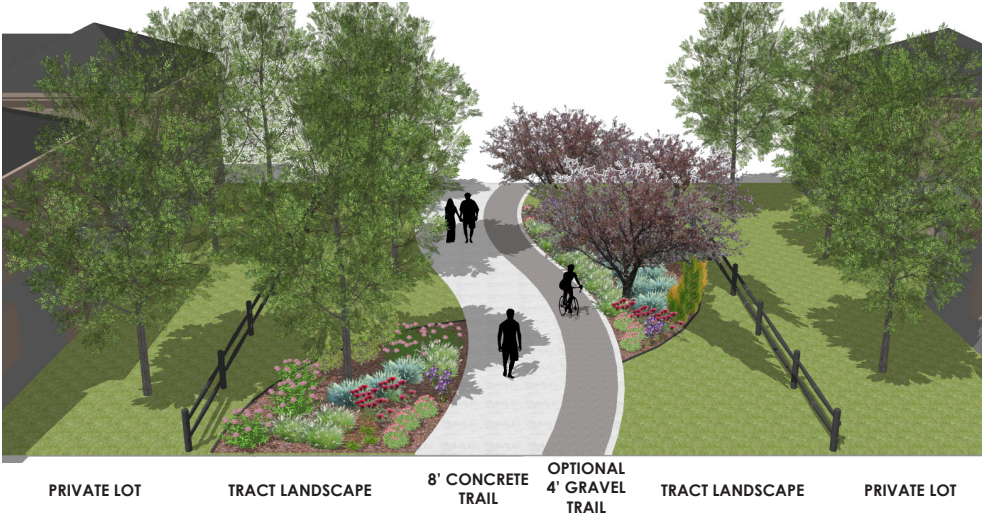 PRIVATE LOT
TRACT LANDSCAPE
8’ CONCRETE
TRAIL
OPTIONAL
4’ GRAVEL
TRAIL
TRACT LANDSCAPE
PRIVATE LOT